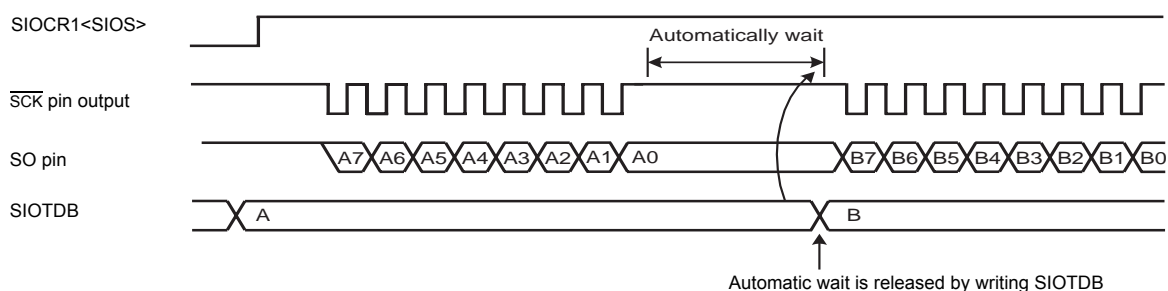 SIOCR1<SIOS>
Automatically wait
SCK pin output
SO pin
A7 A6 A5 A4 A3 A2 A1 A0 B7 B6 B5 B4 B3 B2 B1 B0
SIOTDB
A B
Automatic wait is released by writing SIOTDB